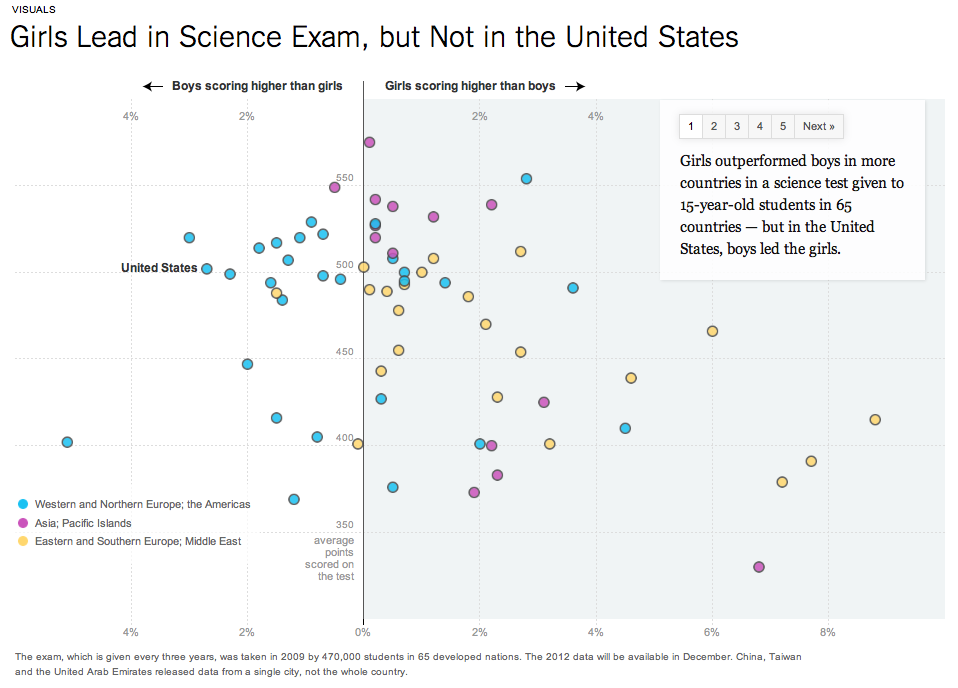 VISUALS
Girls Lead in Science Exam, but Not in the United States
← Boys scoring higher than girls
Girls scoring higher than boys →
4%
2%
2%
4%
1
2
3
4
5
Next »
Girls outperformed boys in more
countries in a science test given to
15-year-old students in 65
countries — but in the United
States, boys led the girls.
550
United States
500
450
400
350
average
points
scored on
the test
Western and Northern Europe; the Americas
Asia; Pacific Islands
Eastern and Southern Europe; Middle East
4%
2%
0%
2%
4%
6%
8%
The exam, which is given every three years, was taken in 2009 by 470,000 students in 65 developed nations. The 2012 data will be available in December. China, Taiwan
and the United Arab Emirates released data from a single city, not the whole country.